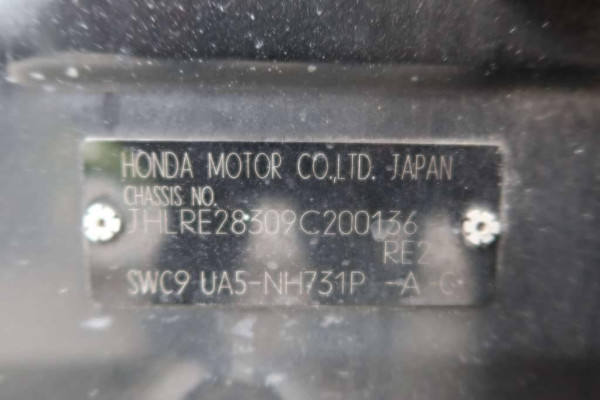 HONDA MOTOR CO.,LTD. JAPAN
CHASSIS NO.
JHLRE28309C200136
RE2
SWC9 UA5-NH731P -A C